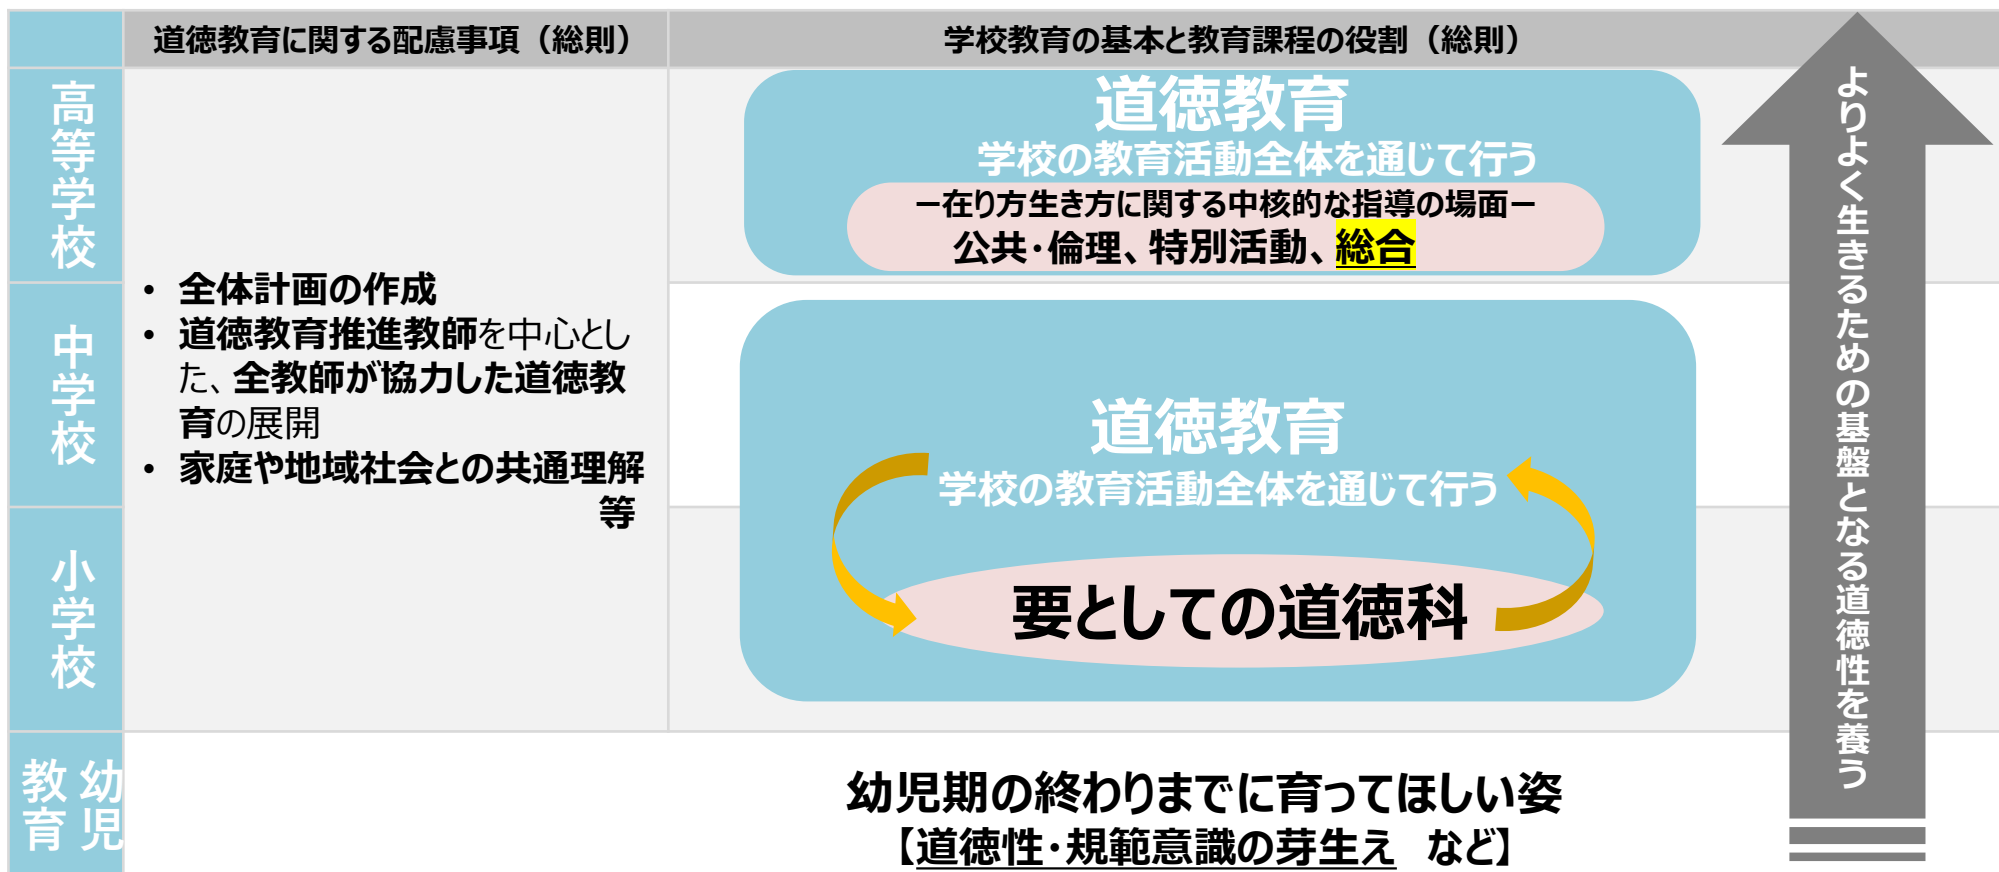 道徳教育に関する配慮事項（総則）
学校教育の基本と教育課程の役割（総則）
高等学校
道徳教育
学校の教育活動全体を通じて行う
ー在り方生き方に関する中核的な指導の場面ー
公共・倫理、特別活動、総合
中学校
小学校
• 全体計画の作成
• 道徳教育推進教師を中心とし
た、全教師が協力した道徳教
育の展開
• 家庭や地域社会との共通理解
等
道徳教育
学校の教育活動全体を通じて行う
要としての道徳科
幼児
教育
幼児期の終わりまでに育ってほしい姿
【道徳性・規範意識の芽生え　など】
よりよく生きるための基盤となる道徳性を養う